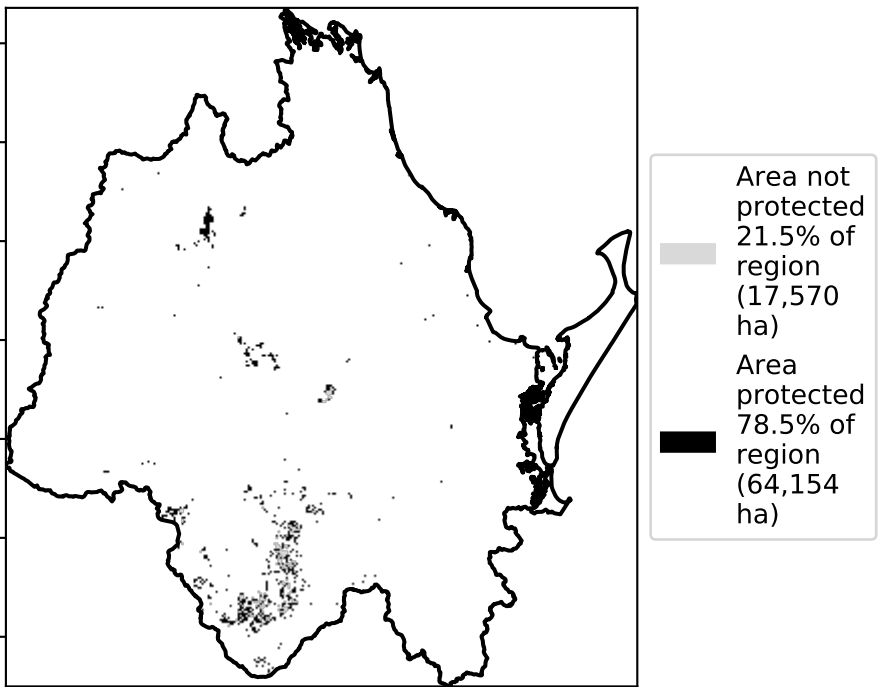 Area not
protected
21.5% of
region
(17,570
ha)
Area
protected
78.5% of
region
(64,154
ha)